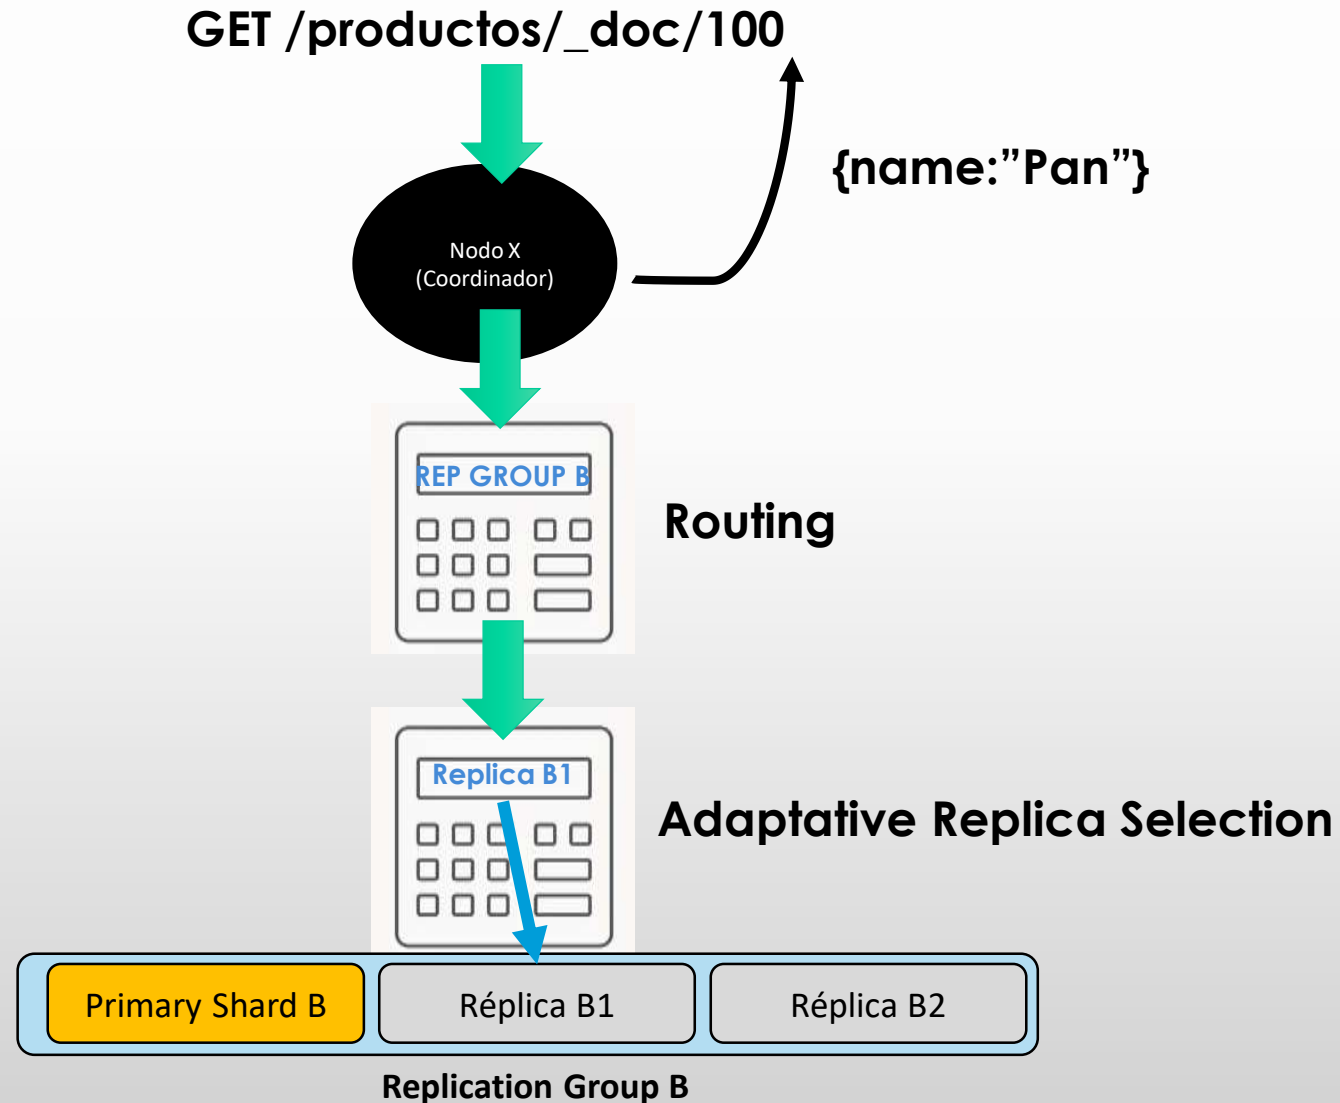 GET /productos/_doc/100
{name:”Pan”}
Nodo X
(Coordinador)
REP GROUP B
Routing
Replica B1
Adaptative Replica Selection
Primary Shard B
Réplica B1
Réplica B2
Replication Group B